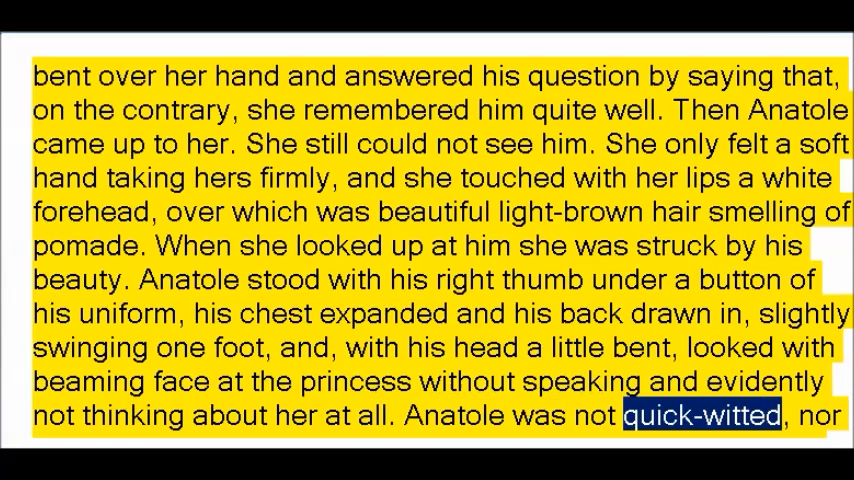 bent over her hand and answered his question by saying that,
on the contrary, she remembered him quite well. Then Anatole
came up to her. She still could not see him. She only felt a soft
hand taking hers firmly, and she touched with her lips a white
forehead, over which was beautiful light-brown hair smelling of
pomade. When she looked up at him she was struck by his
beauty. Anatole stood with his right thumb under a button of
his uniform, his chest expanded and his back drawn in, slightly
swinging one foot, and, with his head a little bent, looked with
beaming face at the princess without speaking and evidently
not thinking about her at all. Anatole was not quick-witted, nor